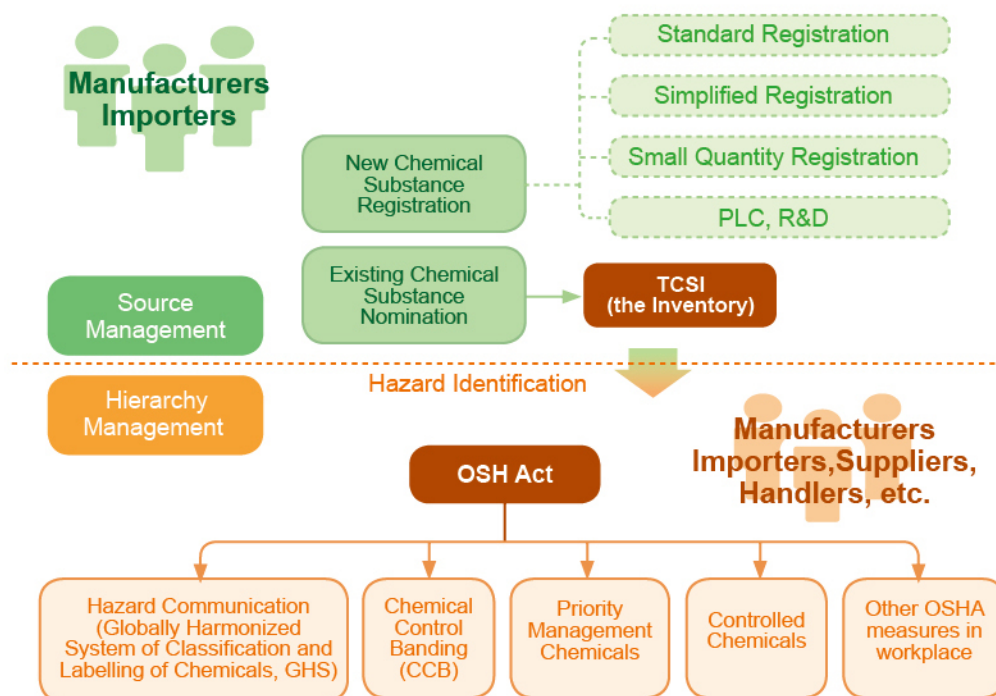 Manufacturers
Importers
Standard Registration
Simplified Registration
Small Quantity Registration
PLC, R&D
New Chemical
Substance
Registration
Existing Chemical
Substance
Nomination
TCSI
(the Inventory)
Source
Management
Hazard Identification
Hierarchy
Management
Manufacturers
Importers,Suppliers,
Handlers, etc.
OSH Act
Hazard Communication
(Globally Harmonized
System of Classification and
Labelling of Chemicals, GHS)
Chemical
Control
Banding
(CCB)
Priority
Management
Chemicals
Controlled
Chemicals
Other OSHA
measures in
workplace